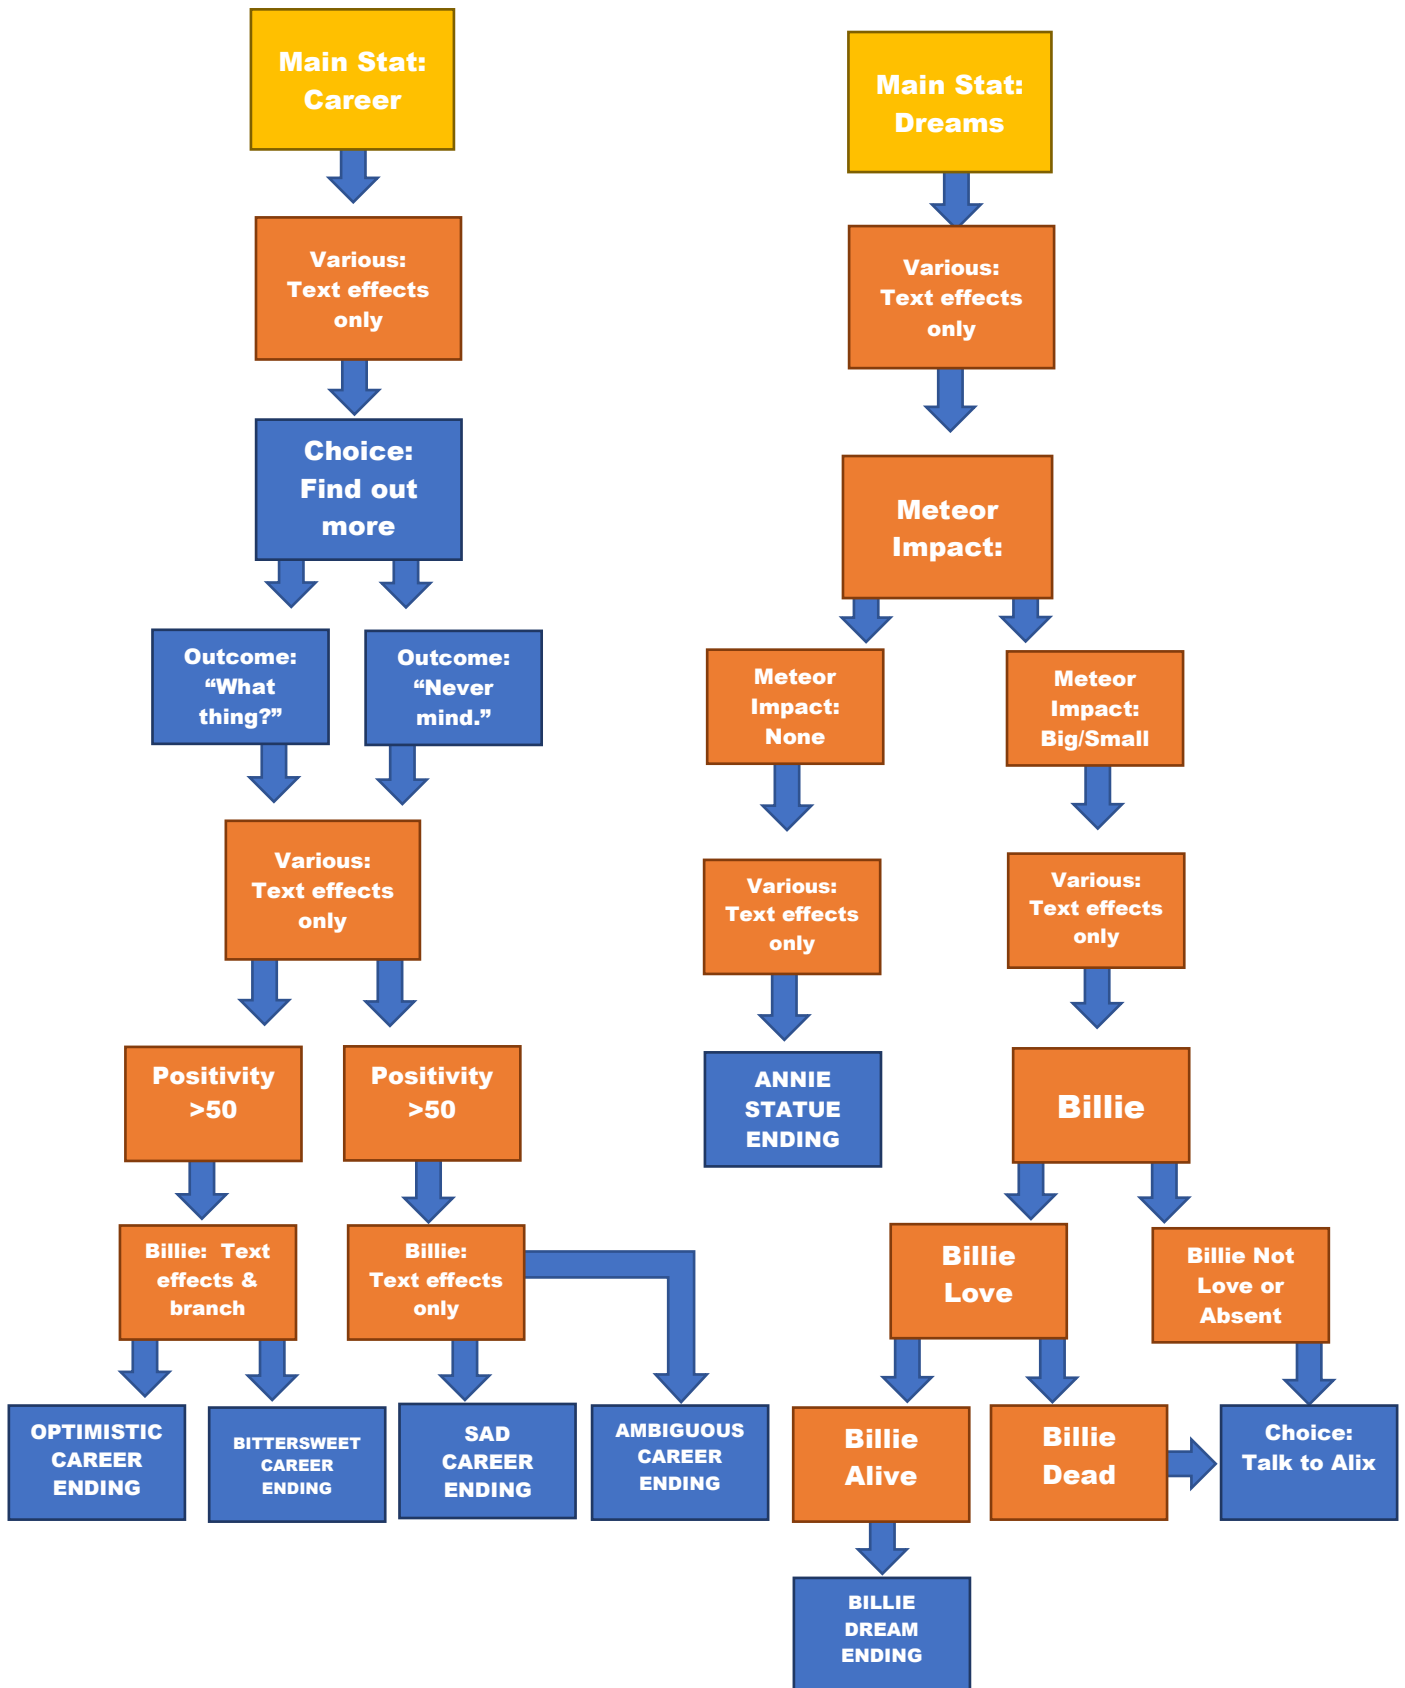 Main Stat:
Career
Various:
Text effects
only
Choice:
Find out
more
Outcome:
“What
thing?”
Outcome:
“Never
mind.”
Various:
Text effects
only
Positivity
>50
Positivity
>50
Billie:  Text
effects &
branch
Billie:
Text effects
only
OPTIMISTIC
CAREER
ENDING
BITTERSWEET
CAREER
ENDING
SAD
CAREER
ENDING
AMBIGUOUS
CAREER
ENDING
Main Stat:
Dreams
Various:
Text effects
only
Meteor
Impact:
Meteor
Impact:
None
Meteor
Impact:
Big/Small
Various:
Text effects
only
Various:
Text effects
only
ANNIE
STATUE
ENDING
Billie
Billie
Love
Billie Not
Love or
Absent
Billie
Alive
Billie
Dead
Choice:
Talk to Alix
BILLIE
DREAM
ENDING